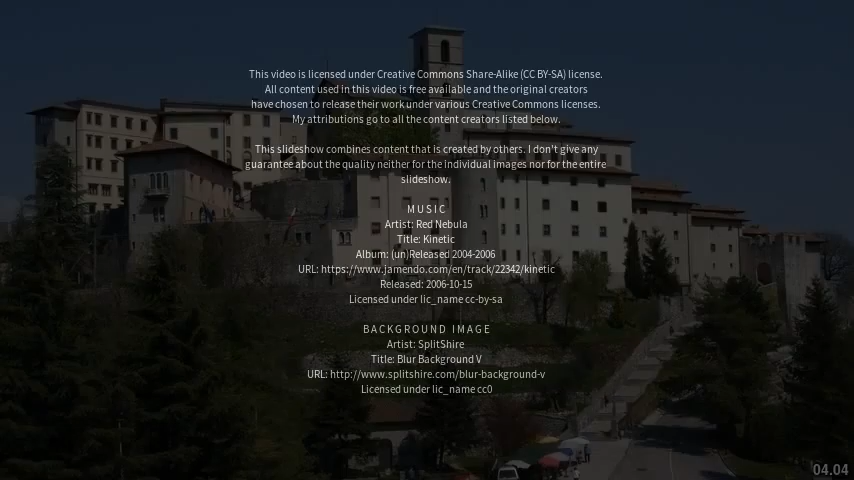 This video is licensed under Creative Commons Share-Alike (CC BY-SA) license.
All content used in this video is free available and the original creators
have chosen to release their work under various Creative Commons licenses.
My attributions go to all the content creators listed below.
This slideshow combines content that is created by others. I don't give any
guarantee about the quality neither for the individual images nor for the entire
slideshow.
MUSIC
Artist: Red Nebula
Title: Kinetic
Album: (un)Released 2004-2006
URL: https://www.jamendo.com/en/track/22342/kinetic
Released: 2006-10-15
Licensed under lic_name cc-by-sa
BACKGROUND IMAGE
Artist: SplitShire
Title: Blur Background V
URL: http://www.splitshire.com/blur-background-v
Licensed under lic_name cc0
04.04